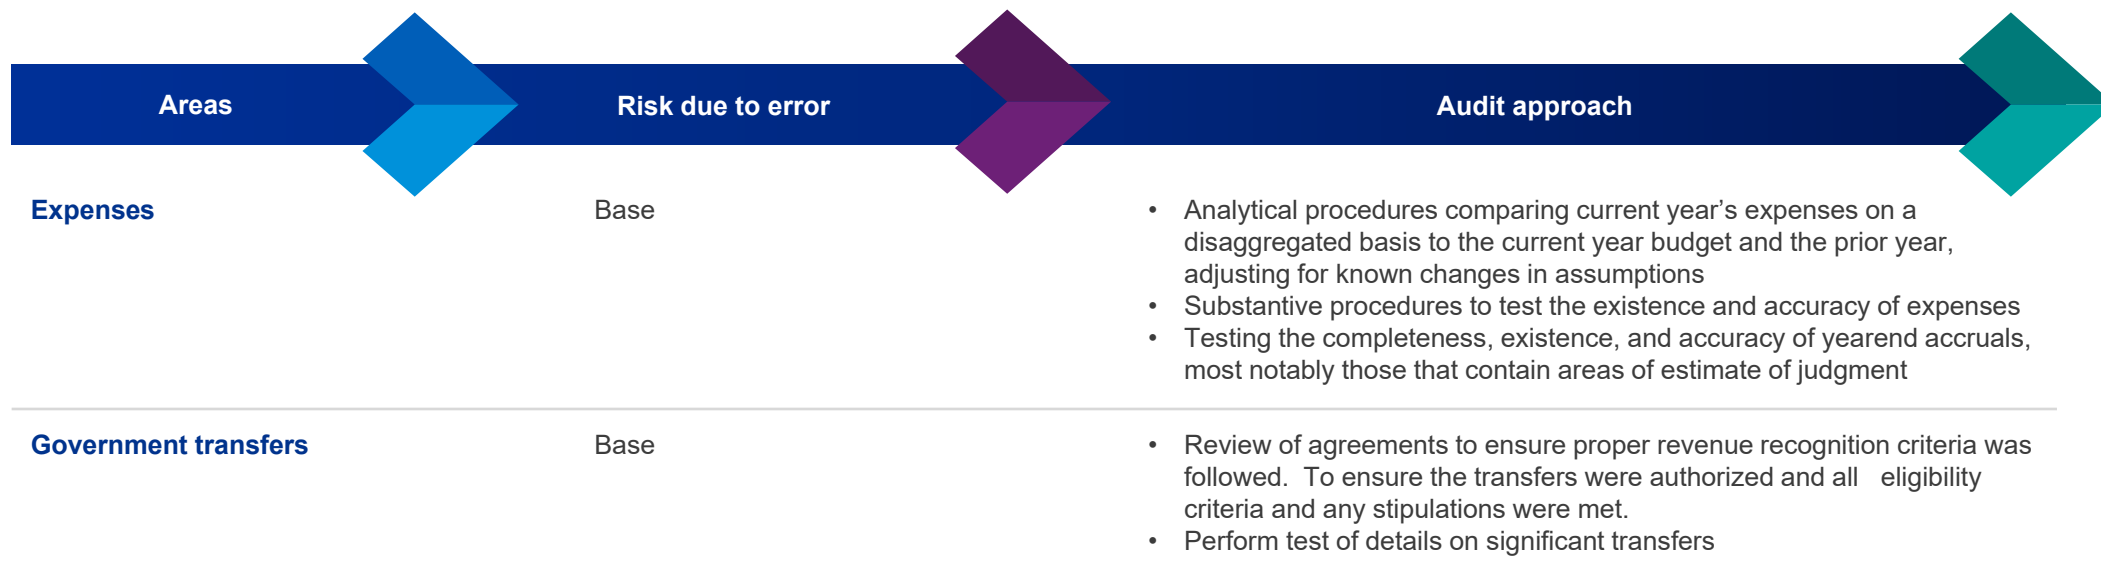 Areas
Risk due to error
Audit approach
Expenses
Base
• Analytical procedures comparing current year’s expenses on a
disaggregated basis to the current year budget and the prior year,
adjusting for known changes in assumptions
• Substantive procedures to test the existence and accuracy of expenses
• Testing the completeness, existence, and accuracy of yearend accruals,
most notably those that contain areas of estimate of judgment
Government transfers
Base
• Review of agreements to ensure proper revenue recognition criteria was
followed.  To ensure the transfers were authorized and all   eligibility
criteria and any stipulations were met.
• Perform test of details on significant transfers